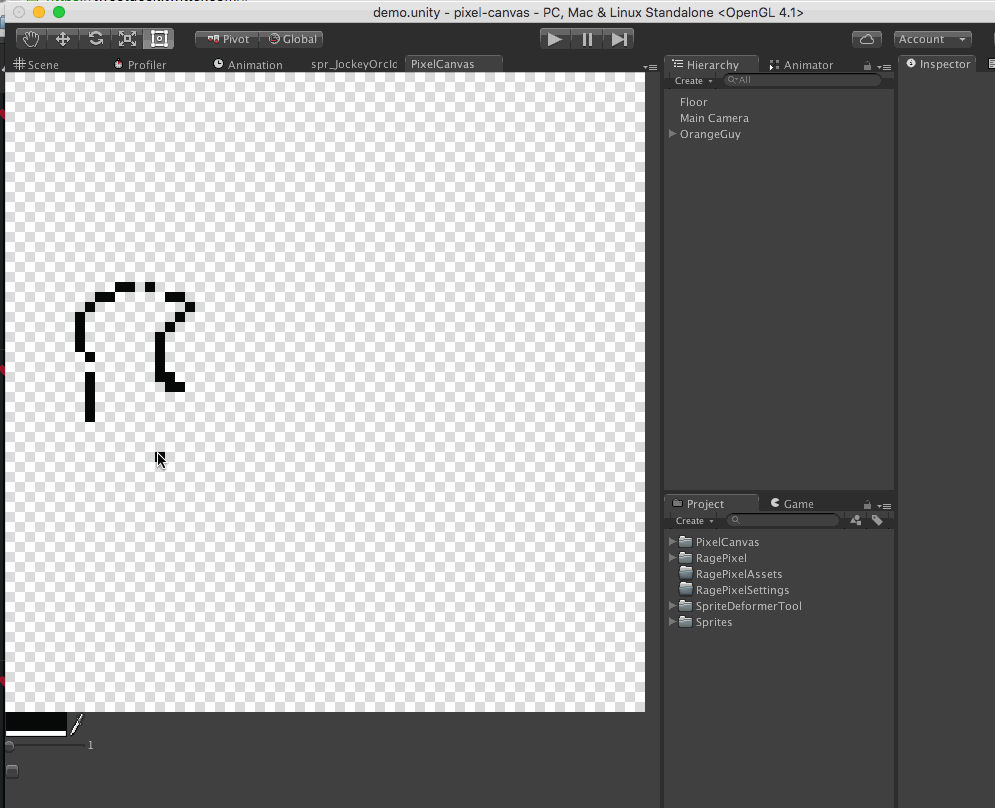 demo.unity - pixel-canvas - PC, Mac & Linux Standalone <OpenGL 4.1>
Pivot Global Account
Scene Profiler Animation spr_JockeyOrcIc PixelCanvas
Hierarchy Animator Inspector
Create All
Floor
Main Camera
OrangeGuy
Project Game
Create
PixelCanvas
RagePixel
RagePixelAssets
RagePixelSettings
SpriteDeformerTool
Sprites
1